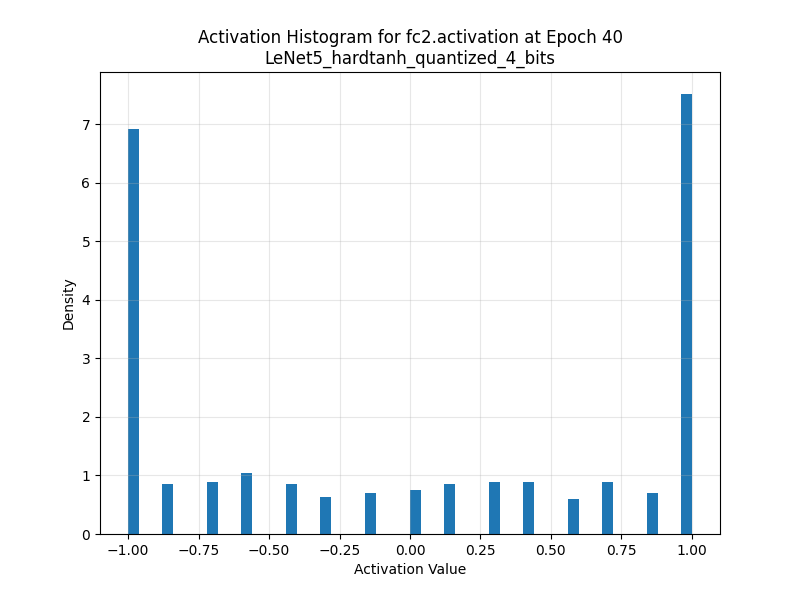 Activation Histogram for fc2.activation at Epoch 40
LeNet5_hardtanh_quantized_4_bits
7
6
5
4
3
2
1
0
Density
−1.00 −0.75 −0.50 −0.25 0.00 0.25 0.50 0.75 1.00
Activation Value